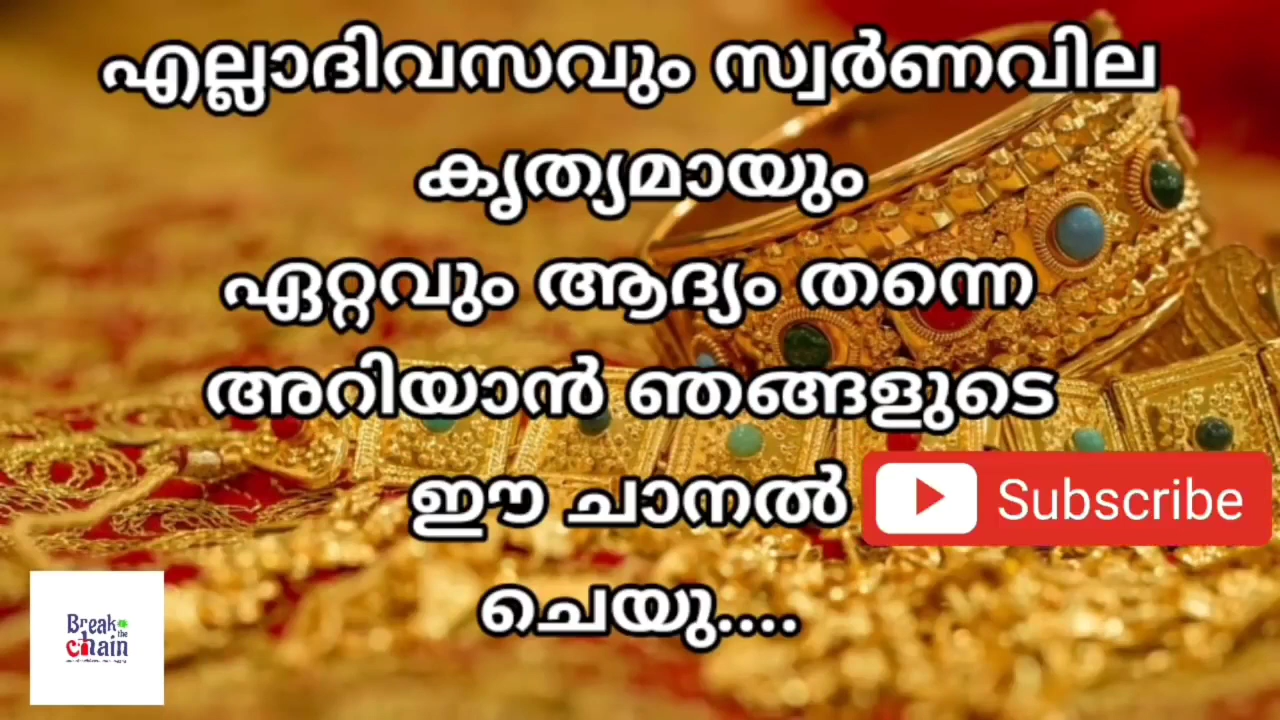 എല്ലാദിവസവും സ്വർണവില
കൃത്യമായും
ഏറ്റവും ആദ്യം തന്നെ
അറിയാൻ ഞങ്ങളുടെ
ഈ ചാനൽ Subscribe
ചെയു....
Break
the
chain